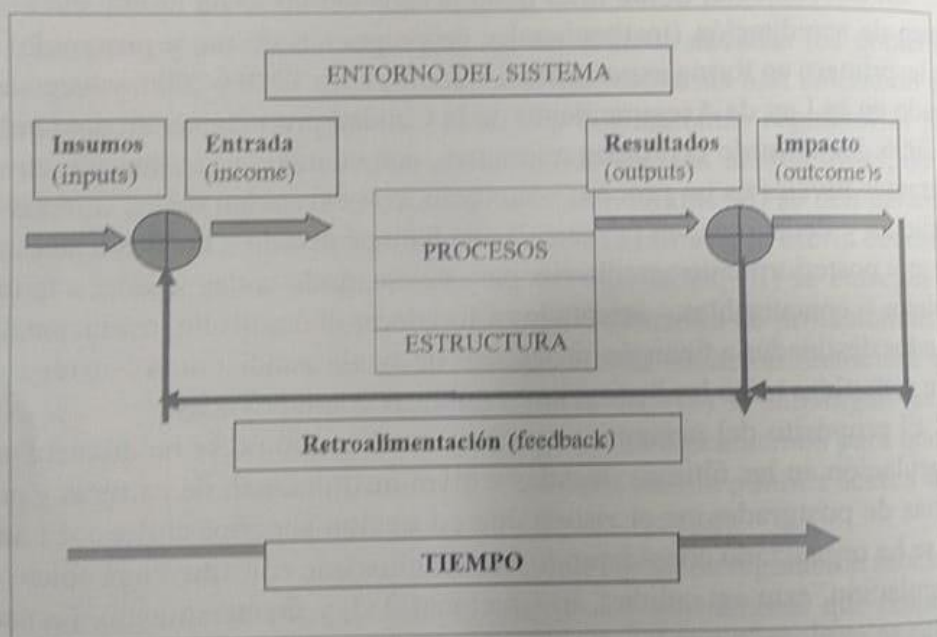 ENTORNO DEL SISTEMA
Insumos
(inputs)
Entrada
(income)
Resultados
(outputs)
Impacto
(outcome)s
PROCESOS
ESTRUCTURA
Retroalimentación (feedback)
TIEMPO